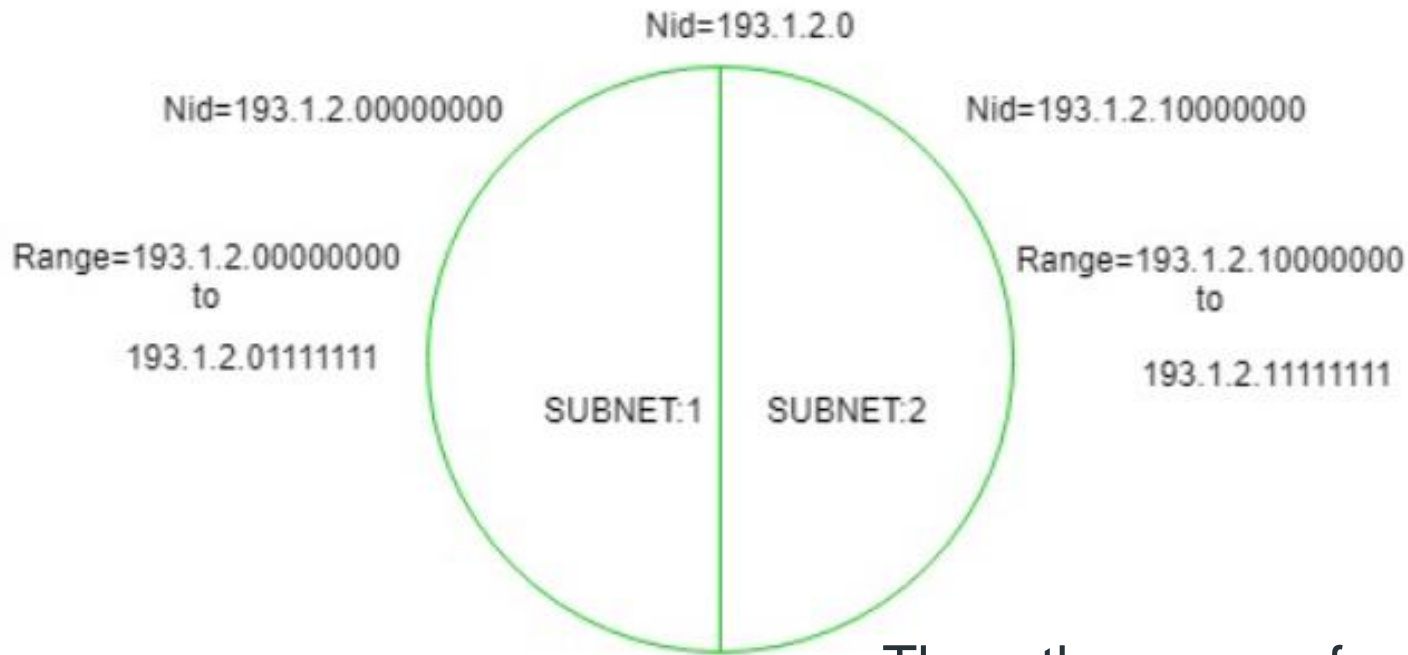 Nid=193.1.2.0
Nid=193.1.2.00000000
Nid=193.1.2.10000000
Range=193.1.2.00000000
to
193.1.2.01111111
Range=193.1.2.10000000
to
193.1.2.11111111
SUBNET:1
SUBNET:2